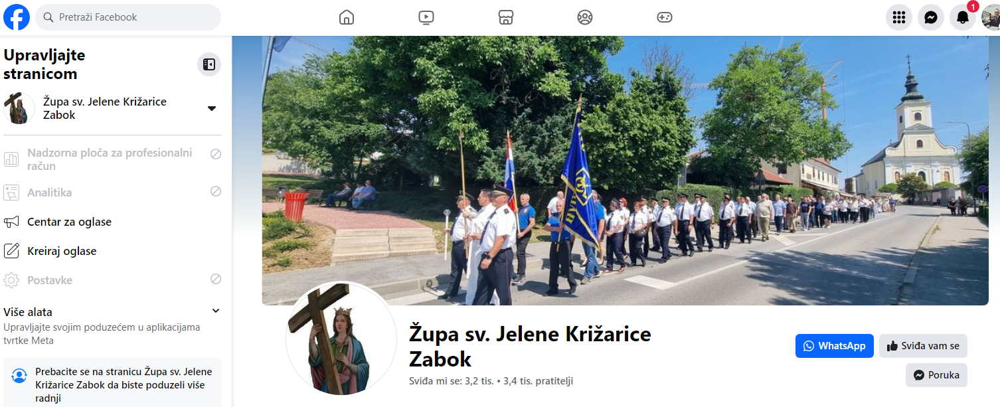 Pretraži Facebook
1
Upravljajte
stranicom
Župa sv. Jelene Križarice
Zabok
Nadzorna ploča za profesionalni
račun
Analitika
Centar za oglase
Kreiraj oglase
Postavke
Više alata
Upravljajte svojim poduzećem u aplikacijama
tvrtke Meta
Prebacite se na stranicu Župa sv. Jelene
Križarice Zabok da biste poduzeli više
radnji
Župa sv. Jelene Križarice
Zabok
Sviđa mi se: 3,2 tis. • 3,4 tis. pratitelji
WhatsApp
Sviđa vam se
Poruka